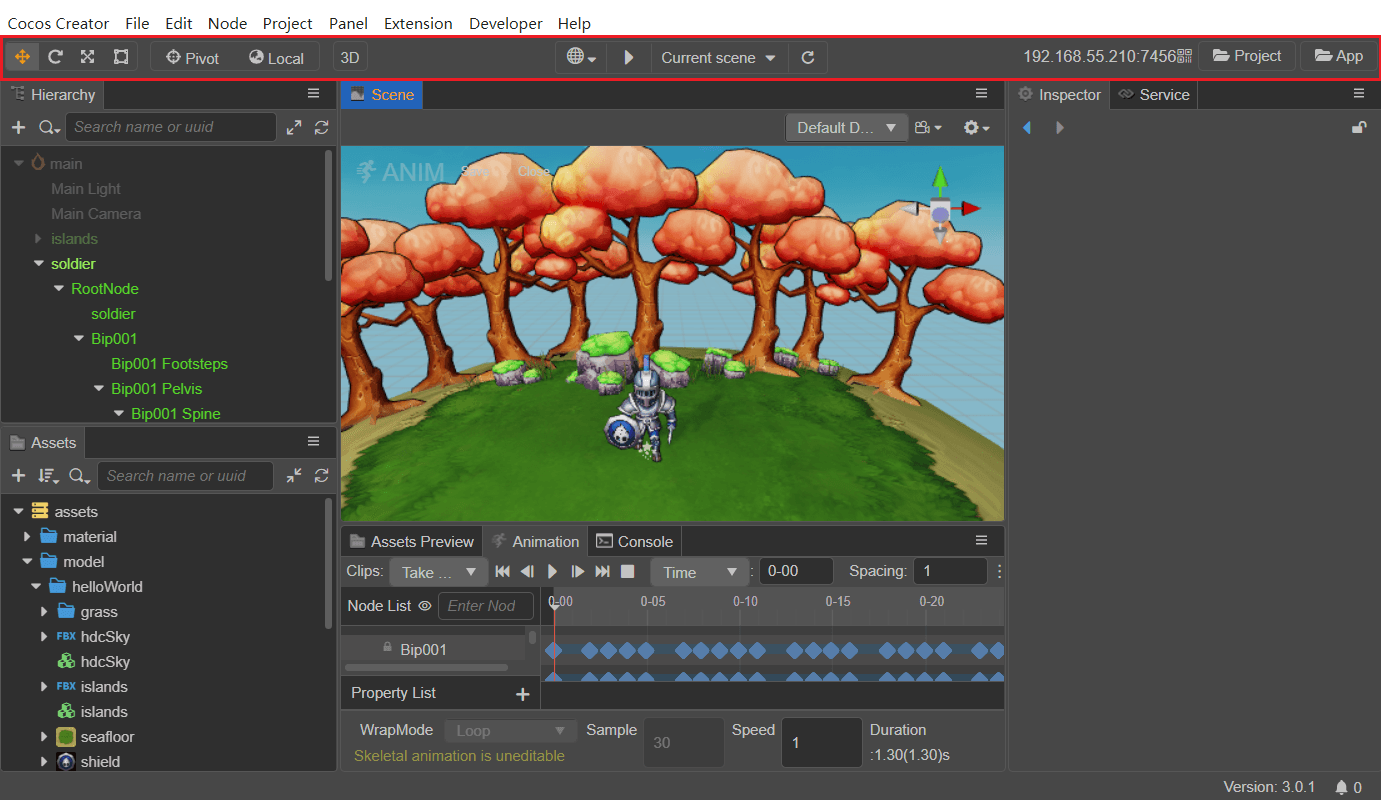 Cocos Creator File Edit Node Project Panel Extension Developer Help
Pivot Local 3D Current scene 192.168.55.210:7456 Project App
Hierarchy
Search name or uuid
main
Main Light
Main Camera
islands
soldier
RootNode
soldier
Bip001
Bip001 Footsteps
Bip001 Pelvis
Bip001 Spine
Assets
Search name or uuid
assets
material
model
helloWorld
grass
FBX hdcSky
hdcSky
FBX islands
islands
seafloor
shield
Scene
Default D...
ANIM Save Close
Assets Preview Animation Console
Clips: Take ... Time : 0-00 Spacing: 1
Node List Enter Nod 0-00 0-05 0-10 0-15 0-20
Bip001
Property List +
WrapMode Loop Sample 30 Speed 1 Duration
:1.30(1.30)s
Skeletal animation is uneditable
Inspector Service
Version: 3.0.1 0